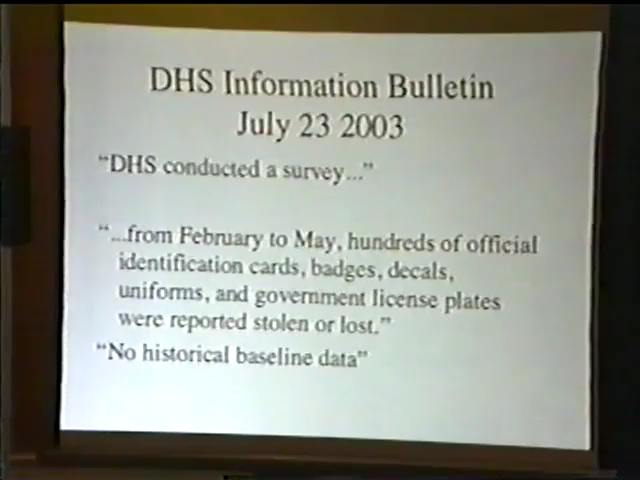 DHS Information Bulletin
July 23 2003
“DHS conducted a survey...”
“...from February to May, hundreds of official
identification cards, badges, decals,
uniforms, and government license plates
were reported stolen or lost.”
“No historical baseline data”